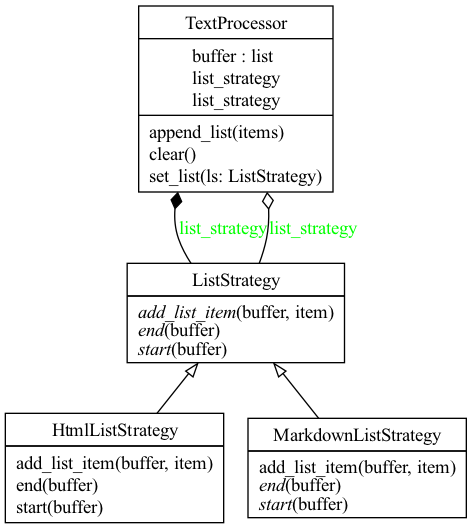 TextProcessor
buffer : list
list_strategy
list_strategy
append_list(items)
clear()
set_list(ls: ListStrategy)
list_strategy
list_strategy
ListStrategy
add_list_item(buffer, item)
end(buffer)
start(buffer)
HtmlListStrategy
add_list_item(buffer, item)
end(buffer)
start(buffer)
MarkdownListStrategy
add_list_item(buffer, item)
end(buffer)
start(buffer)